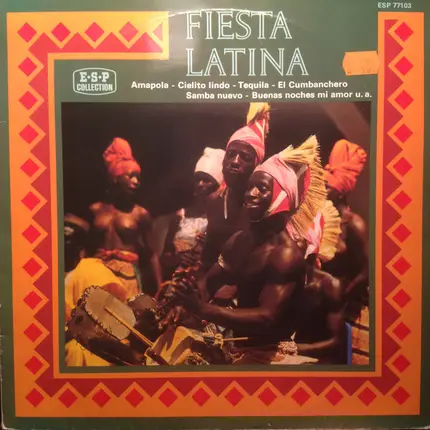 ESP 77103
FIESTA
LATINA
E·S·P
COLLECTION
Amapola - Cielito lindo - Tequila - El Cumbanchero
Samba nuevo - Buenas noches mi amor u. a.